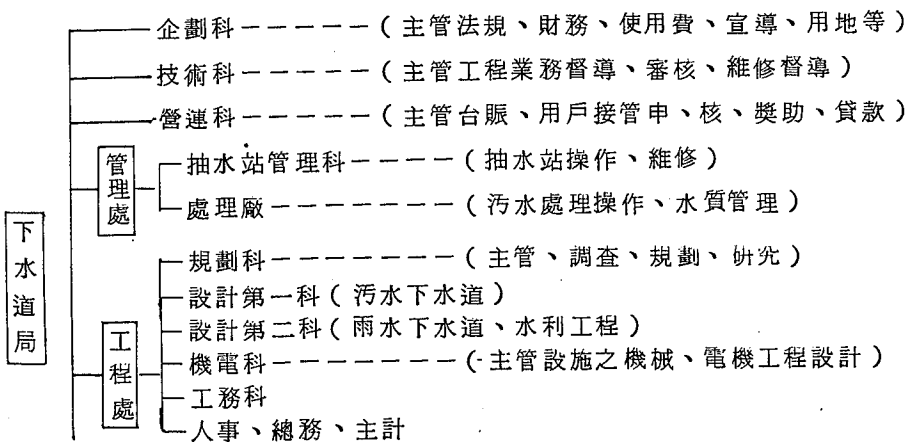 企劃科－－－－－（主管法規、財務、使用費、宣導、用地等）
技術科－－－－－（主管工程業務督導、審核、維修督導）
營運科－－－－－（主管台賬、用戶接管申、核、獎助、貸款）
管理處
抽水站管理科－－－－（抽水站操作、維修）
處理廠－－－－－－－（污水處理操作、水質管理）
下水道局
工程處
規劃科－－－－－－－（主管、調查、規劃、研究）
設計第一科（污水下水道）
設計第二科（雨水下水道、水利工程）
機電科－－－－－－－（主管設施之機械、電機工程設計）
工務科
人事、總務、主計